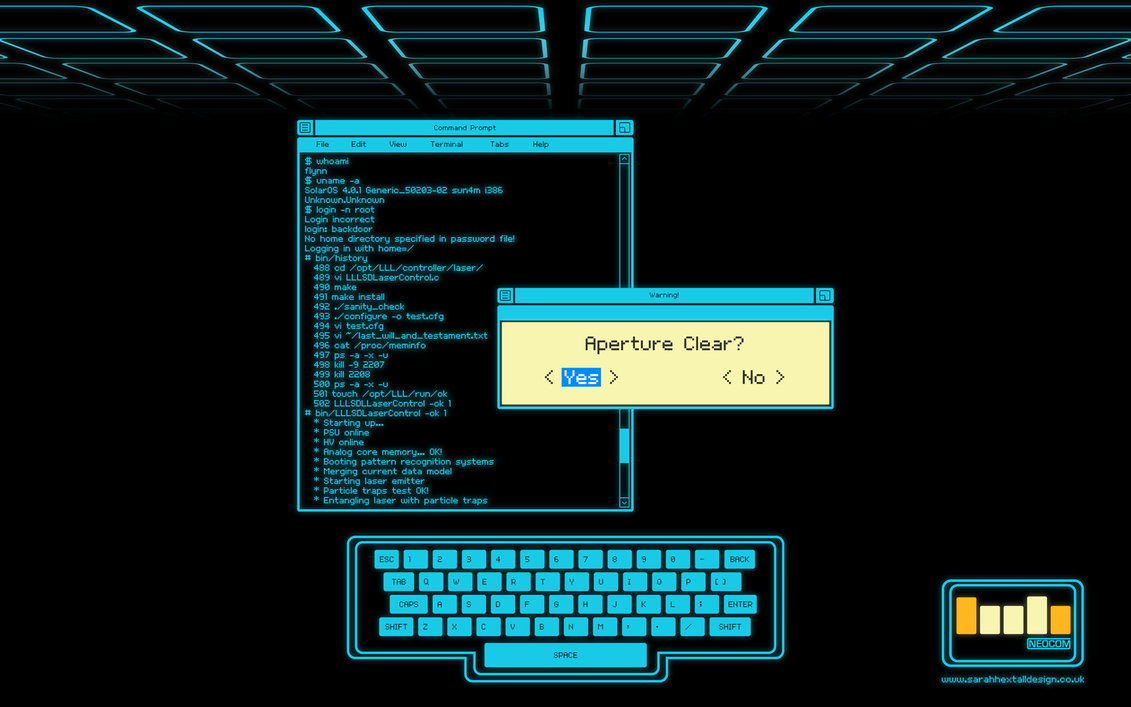 Command Prompt
File Edit View Terminal Tabs Help
$ whoami
flynn
$ uname -a
SolarOS 4.0.1 Generic_50203-02 sun4m i386
Unknown.Unknown
$ login -n root
Login incorrect
login: backdoor
No home directory specified in password file!
Logging in with home=/
# bin/history
488 cd /opt/LLL/controller/laser/
489 vi LLLSDLaserControl.c
490 make
491 make install
492 ./sanity_check
493 ./configure -o test.cfg
494 vi test.cfg
495 vi ~/last_will_and_testament.txt
496 cat /proc/meminfo
497 ps -a -x -u
498 kill -9 2207
499 kill 2208
500 ps -a -x -u
501 touch /opt/LLL/run/ok
502 LLLSDLLaserControl -ok 1
# bin/LLLSDLaserControl -ok 1
* Starting up...
* PSU online
* HV online
* Analog core memory... OK!
* Booting pattern recognition systems
* Merging current data model
* Starting laser emitter
* Particle traps test OK!
* Entangling laser with particle traps
Warning!
Aperture Clear?
< Yes > < No >
ESC 1 2 3 4 5 6 7 8 9 0 - BACK
TAB Q W E R T Y U I O P []
CAPS A S D F G H J K L ; ENTER
SHIFT Z X C V B N M , . / SHIFT
SPACE
NEOCOM
www.sarahhextalldesign.co.uk